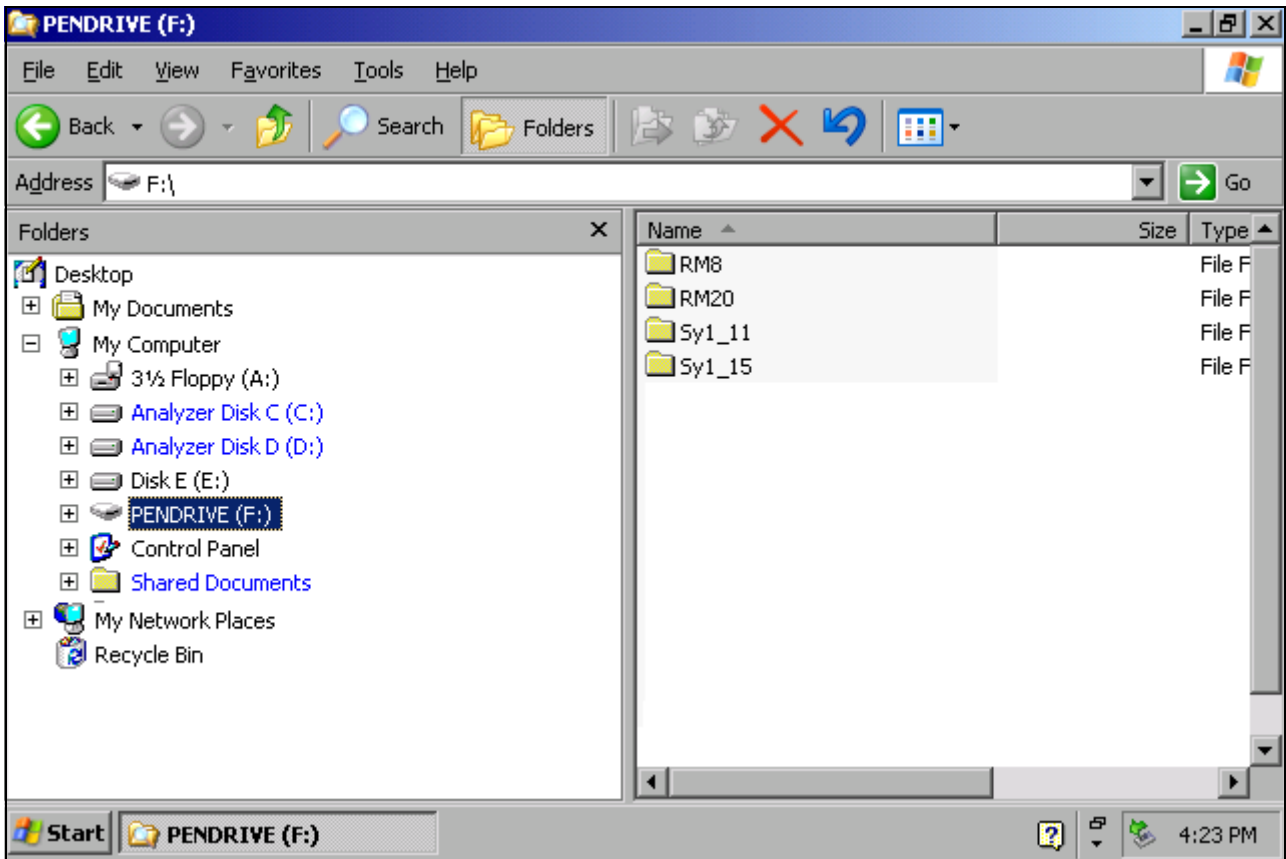 PENDRIVE (F:)
File Edit View Favorites Tools Help
Back Search Folders
Address F:\ Go
Folders
Desktop
My Documents
My Computer
3½ Floppy (A:)
Analyzer Disk C (C:)
Analyzer Disk D (D:)
Disk E (E:)
PENDRIVE (F:)
Control Panel
Shared Documents
My Network Places
Recycle Bin
Name Size Type
RM8 File F
RM20 File F
Sy1_11 File F
Sy1_15 File F
Start PENDRIVE (F:) 4:23 PM